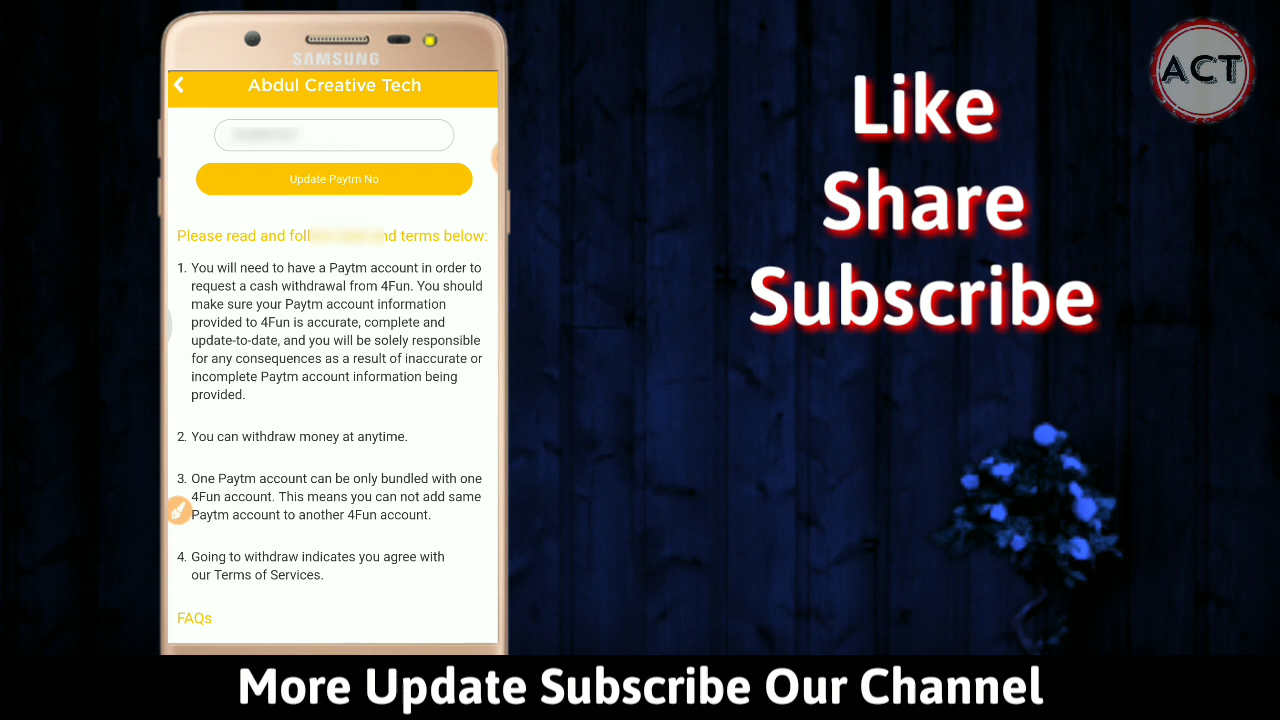 SAMSUNG
Abdul Creative Tech
Update Paytm No
Please read and foll nd terms below:
1. You will need to have a Paytm account in order to
request a cash withdrawal from 4Fun. You should
make sure your Paytm account information
provided to 4Fun is accurate, complete and
update-to-date, and you will be solely responsible
for any consequences as a result of inaccurate or
incomplete Paytm account information being
provided.
2. You can withdraw money at anytime.
3. One Paytm account can be only bundled with one
4Fun account. This means you can not add same
Paytm account to another 4Fun account.
4. Going to withdraw indicates you agree with
our Terms of Services.
FAQs
Like
Share
Subscribe
ACT
More Update Subscribe Our Channel